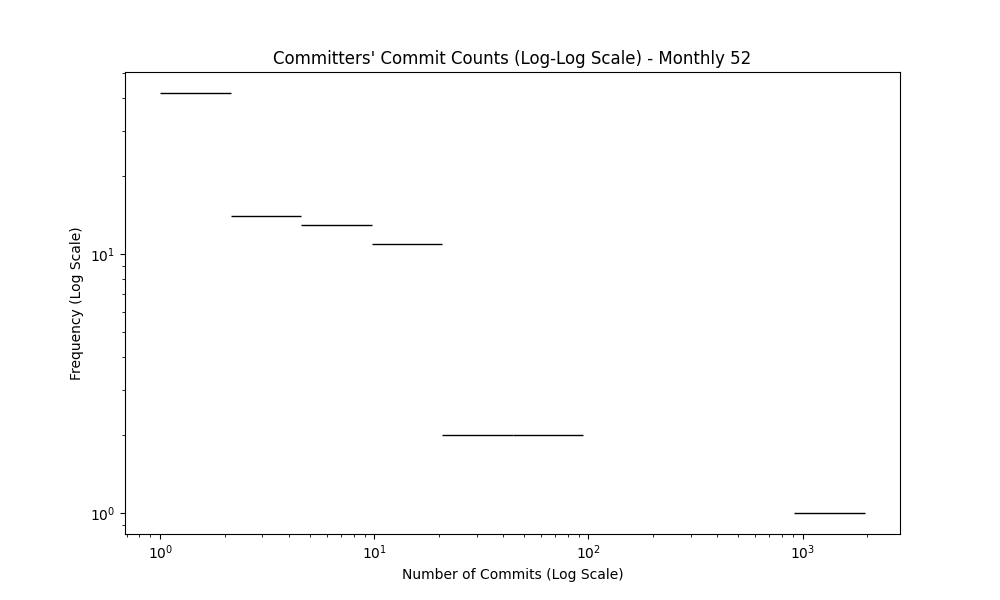 Committers' Commit Counts (Log-Log Scale) - Monthly 52
Frequency (Log Scale)
10¹
10⁰
10⁰ 10¹ 10² 10³
Number of Commits (Log Scale)